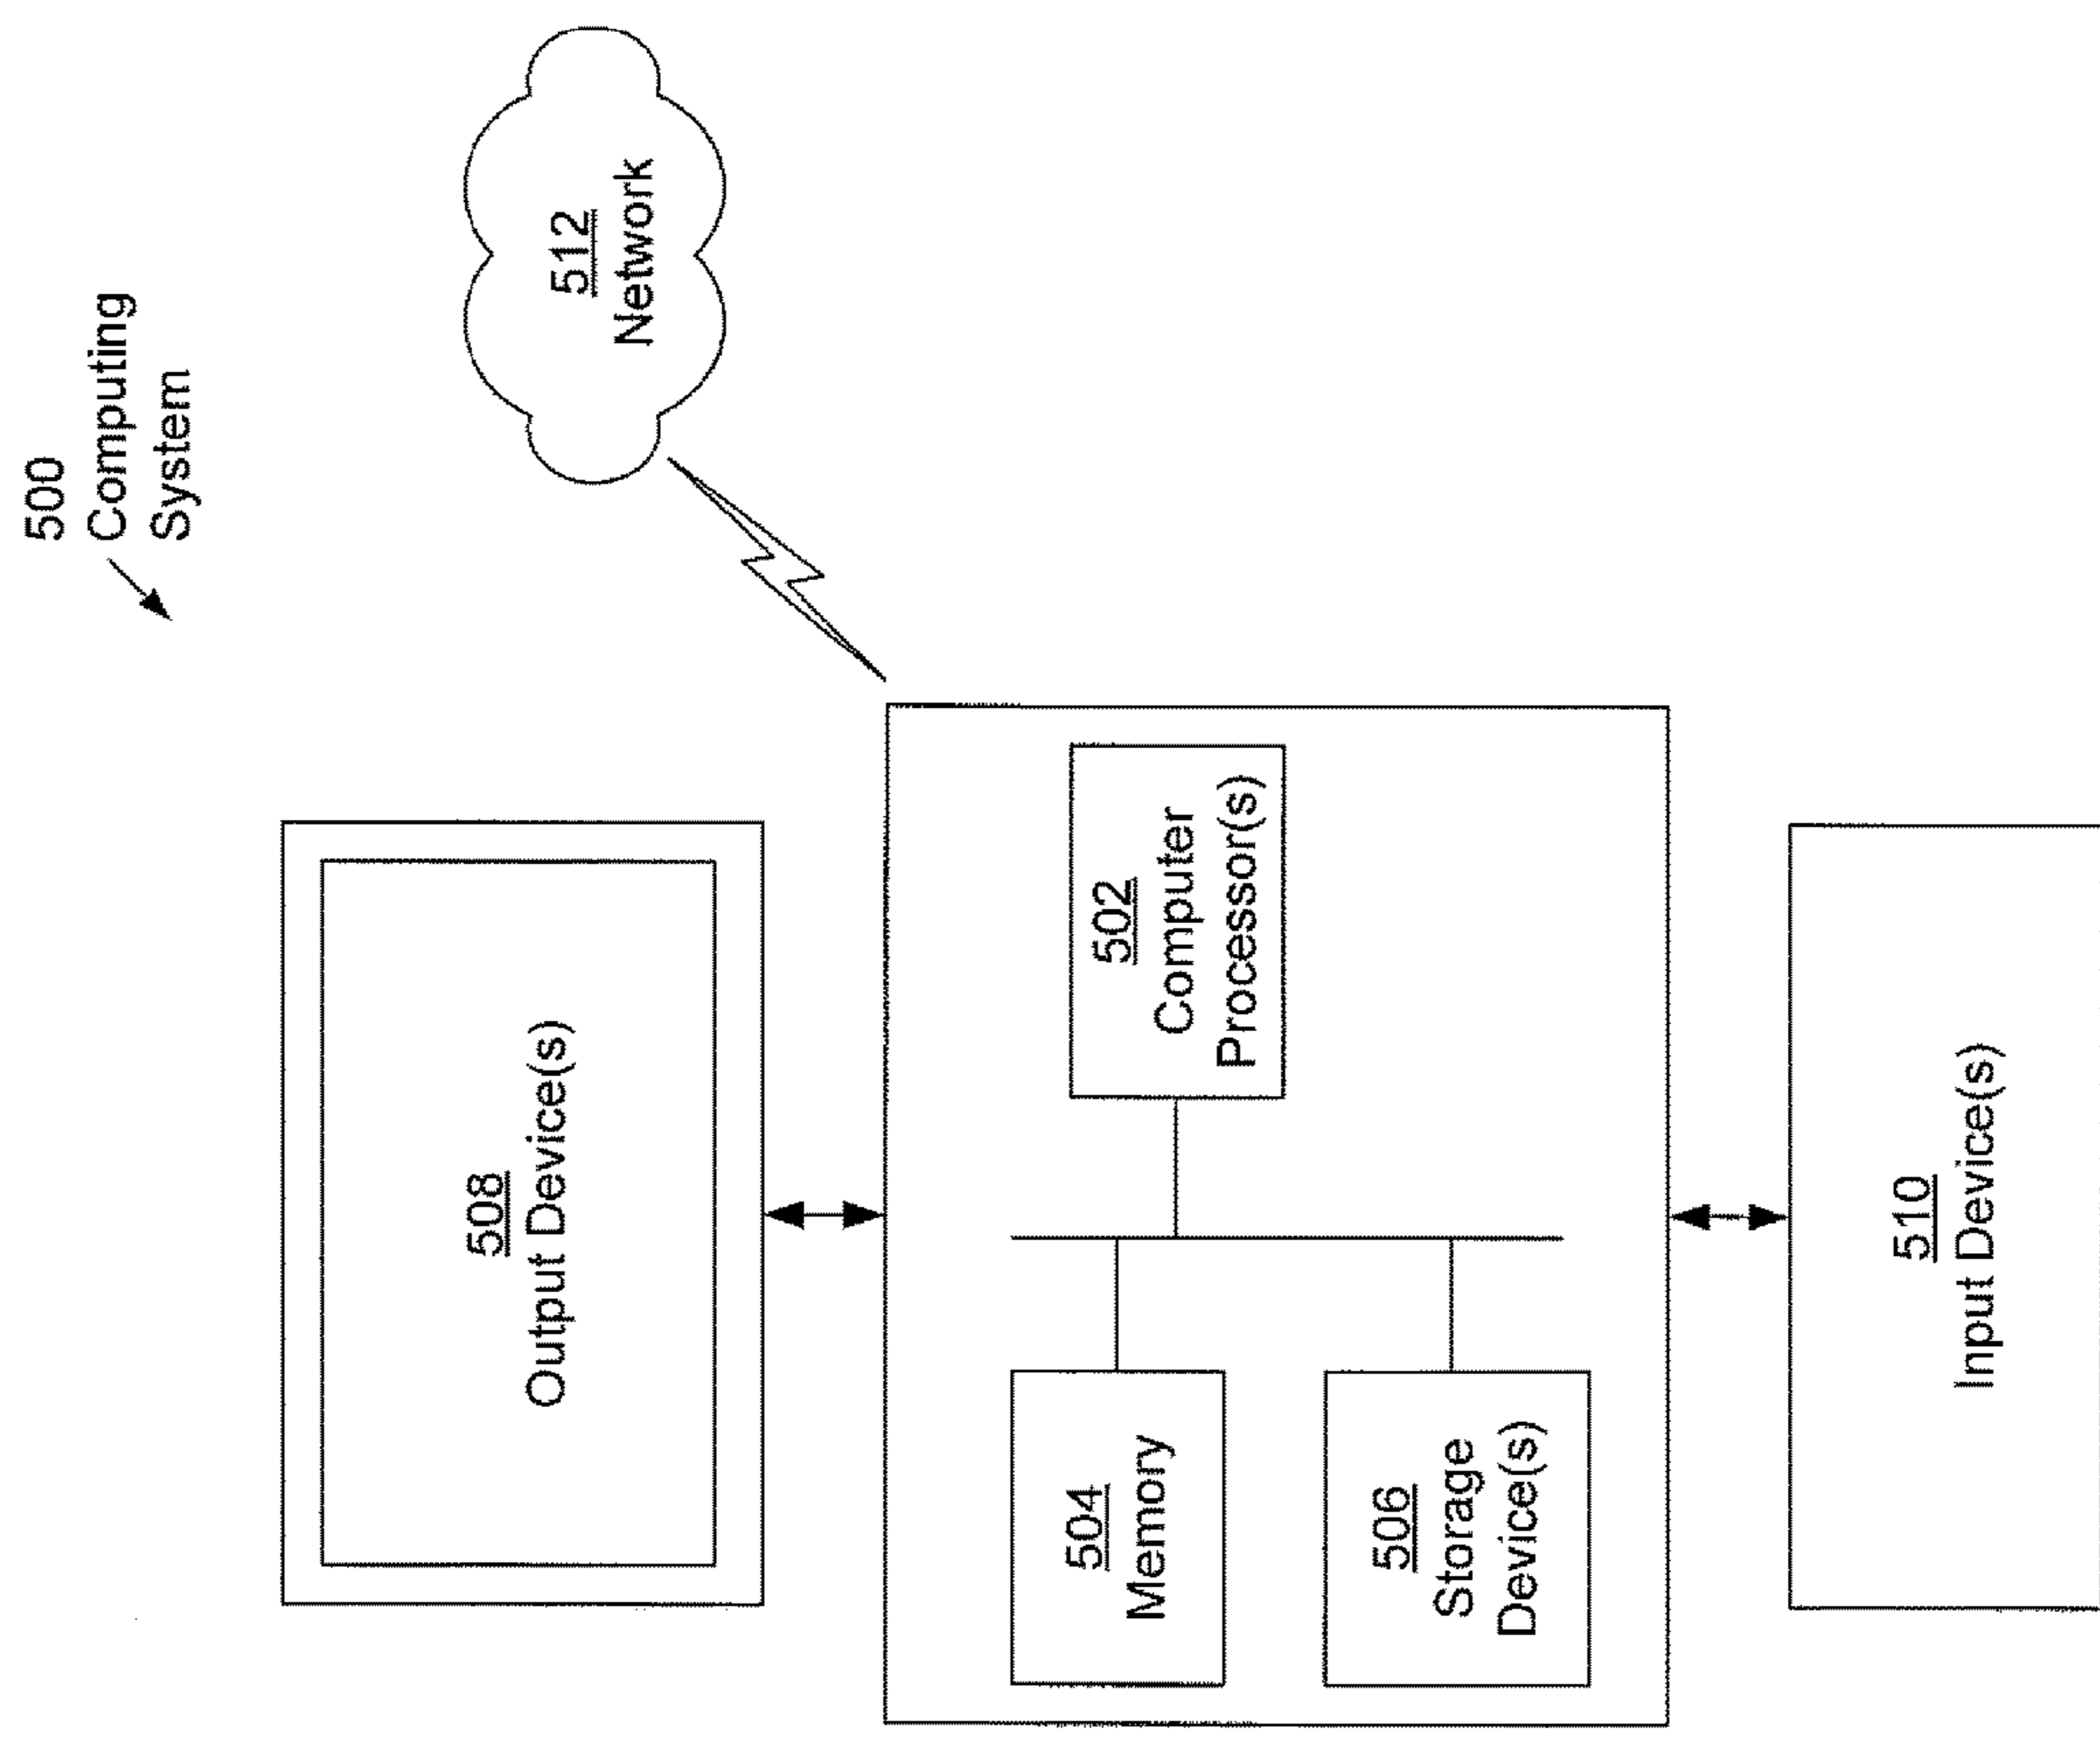 500
Computing
System
512
Network
508
Output Device(s)
502
Computer
Processor(s)
504
Memory
506
Storage
Device(s)
510
Input Device(s)